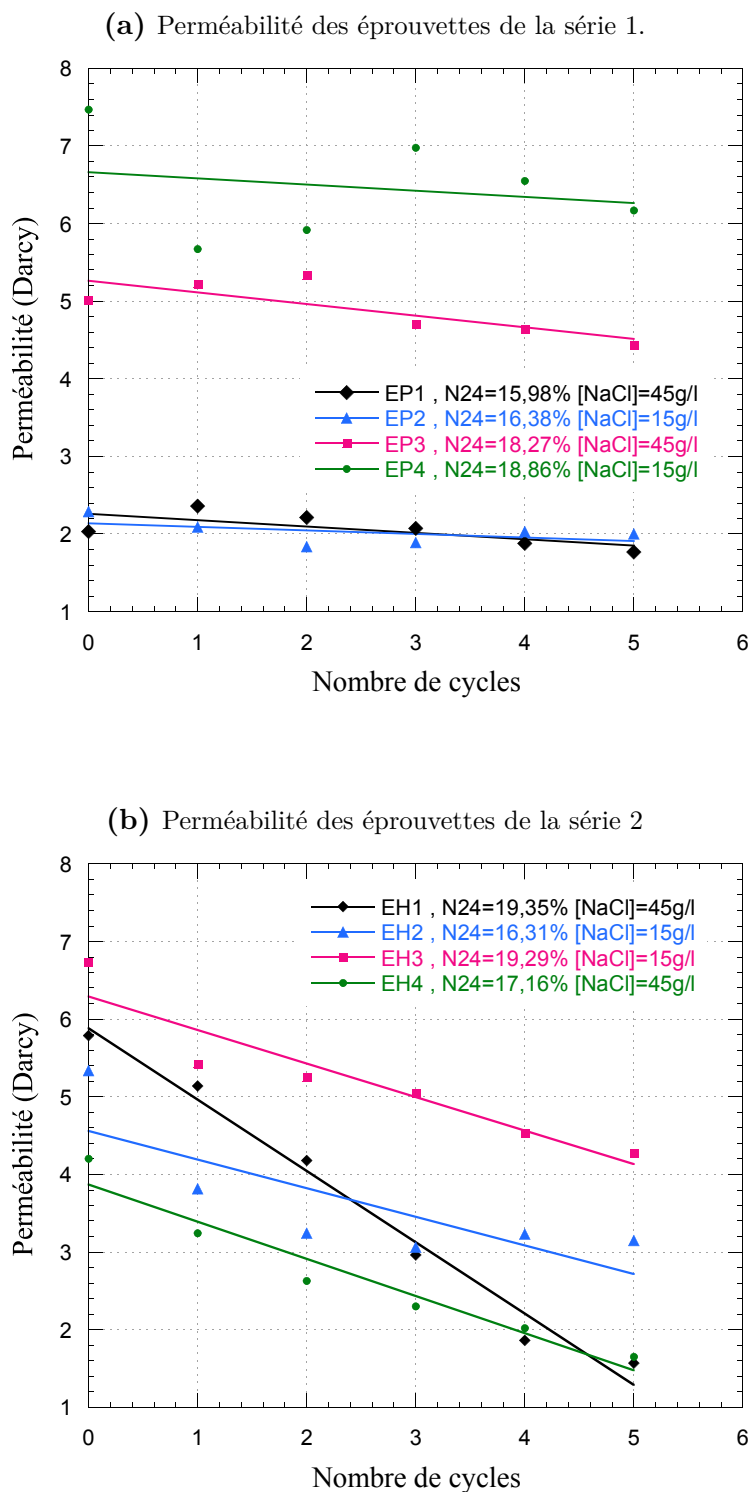 (a) Perméabilité des éprouvettes de la série 1.
8
7
6
5
4
3
2
1
Perméabilité (Darcy)
EP1 , N24=15,98% [NaCl]=45g/l
EP2 , N24=16,38% [NaCl]=15g/l
EP3 , N24=18,27% [NaCl]=45g/l
EP4 , N24=18,86% [NaCl]=15g/l
0 1 2 3 4 5 6
Nombre de cycles
(b) Perméabilité des éprouvettes de la série 2
8
7
6
5
4
3
2
1
Perméabilité (Darcy)
EH1 , N24=19,35% [NaCl]=45g/l
EH2 , N24=16,31% [NaCl]=15g/l
EH3 , N24=19,29% [NaCl]=15g/l
EH4 , N24=17,16% [NaCl]=45g/l
0 1 2 3 4 5 6
Nombre de cycles